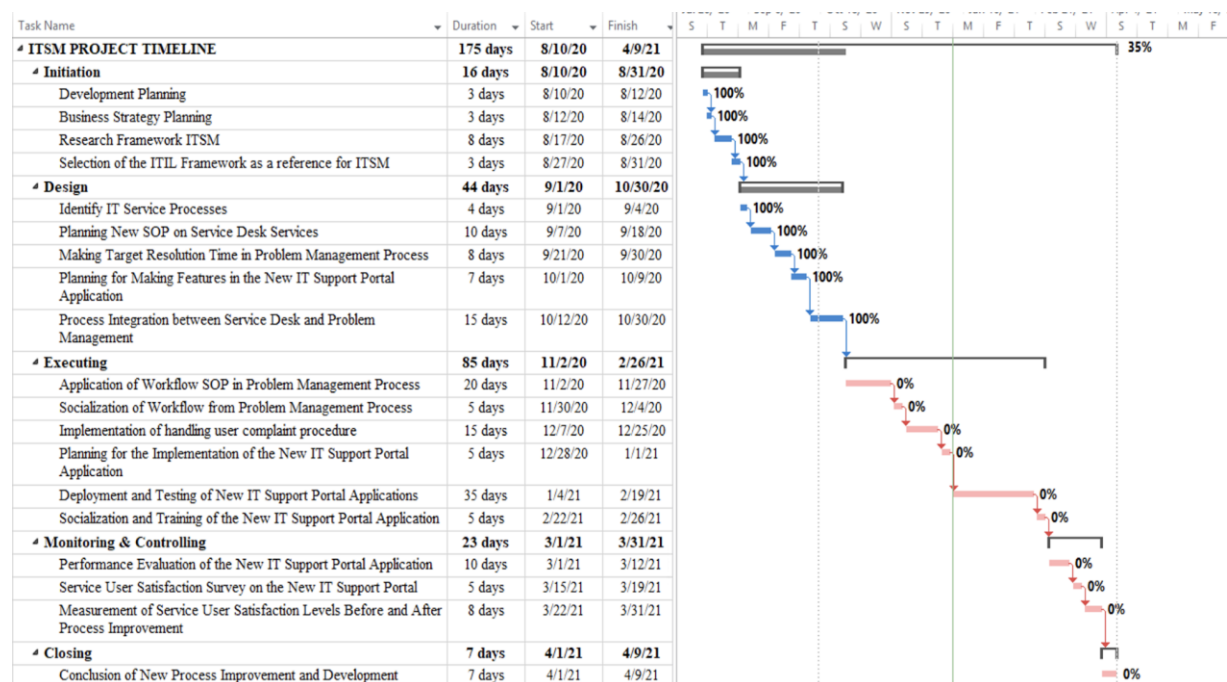 Task Name Duration Start Finish S T M F T S W S T M F T S W S T M F
ITSM PROJECT TIMELINE 175 days 8/10/20 4/9/21 35%
Initiation 16 days 8/10/20 8/31/20
Development Planning 3 days 8/10/20 8/12/20 100%
Business Strategy Planning 3 days 8/12/20 8/14/20 100%
Research Framework ITSM 8 days 8/17/20 8/26/20 100%
Selection of the ITIL Framework as a reference for ITSM 3 days 8/27/20 8/31/20 100%
Design 44 days 9/1/20 10/30/20
Identify IT Service Processes 4 days 9/1/20 9/4/20 100%
Planning New SOP on Service Desk Services 10 days 9/7/20 9/18/20 100%
Making Target Resolution Time in Problem Management Process 8 days 9/21/20 9/30/20 100%
Planning for Making Features in the New IT Support Portal 7 days 10/1/20 10/9/20 100%
Application
Process Integration between Service Desk and Problem 15 days 10/12/20 10/30/20 100%
Management
Executing 85 days 11/2/20 2/26/21
Application of Workflow SOP in Problem Management Process 20 days 11/2/20 11/27/20 0%
Socialization of Workflow from Problem Management Process 5 days 11/30/20 12/4/20 0%
Implementation of handling user complaint procedure 15 days 12/7/20 12/25/20 0%
Planning for the Implementation of the New IT Support Portal 5 days 12/28/20 1/1/21 0%
Application
Deployment and Testing of New IT Support Portal Applications 35 days 1/4/21 2/19/21 0%
Socialization and Training of the New IT Support Portal Application 5 days 2/22/21 2/26/21 0%
Monitoring & Controlling 23 days 3/1/21 3/31/21
Performance Evaluation of the New IT Support Portal Application 10 days 3/1/21 3/12/21 0%
Service User Satisfaction Survey on the New IT Support Portal 5 days 3/15/21 3/19/21 0%
Measurement of Service User Satisfaction Levels Before and After 8 days 3/22/21 3/31/21 0%
Process Improvement
Closing 7 days 4/1/21 4/9/21
Conclusion of New Process Improvement and Development 7 days 4/1/21 4/9/21 0%